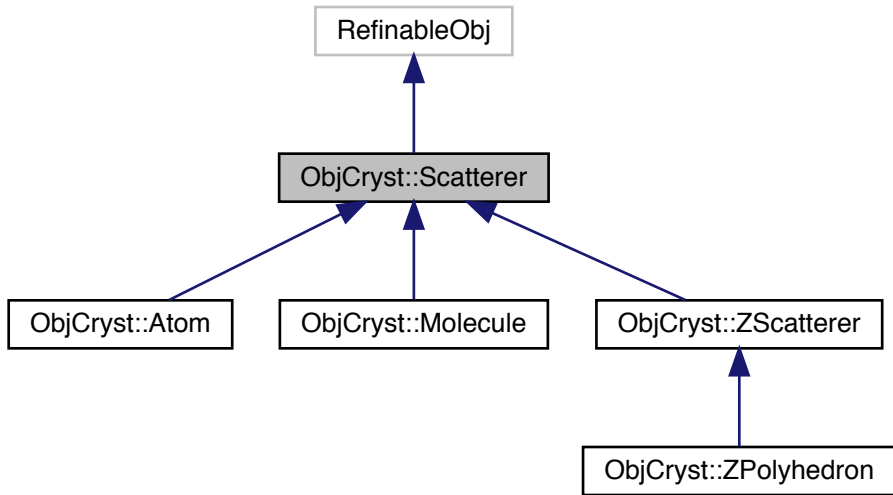 RefinableObj
ObjCryst::Scatterer
ObjCryst::Atom
ObjCryst::Molecule
ObjCryst::ZScatterer
ObjCryst::ZPolyhedron